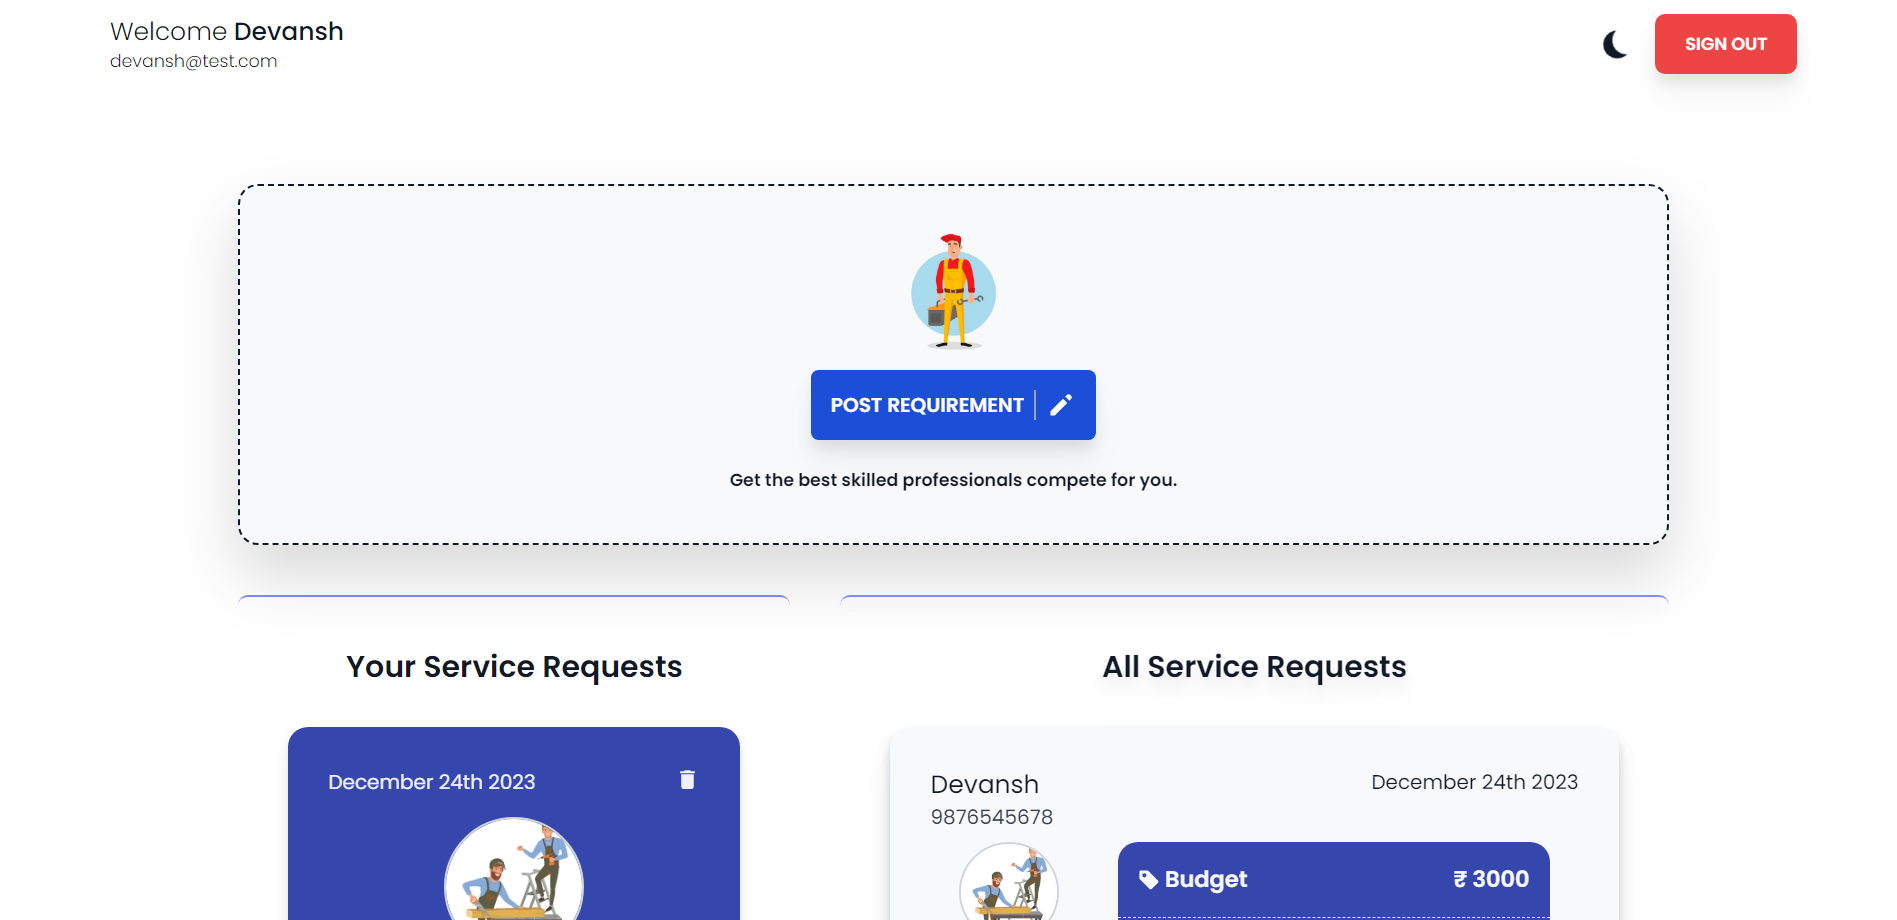 Welcome Devansh
devansh@test.com
SIGN OUT
POST REQUIREMENT
Get the best skilled professionals compete for you.
Your Service Requests
December 24th 2023
All Service Requests
Devansh
9876545678
December 24th 2023
Budget
₹ 3000